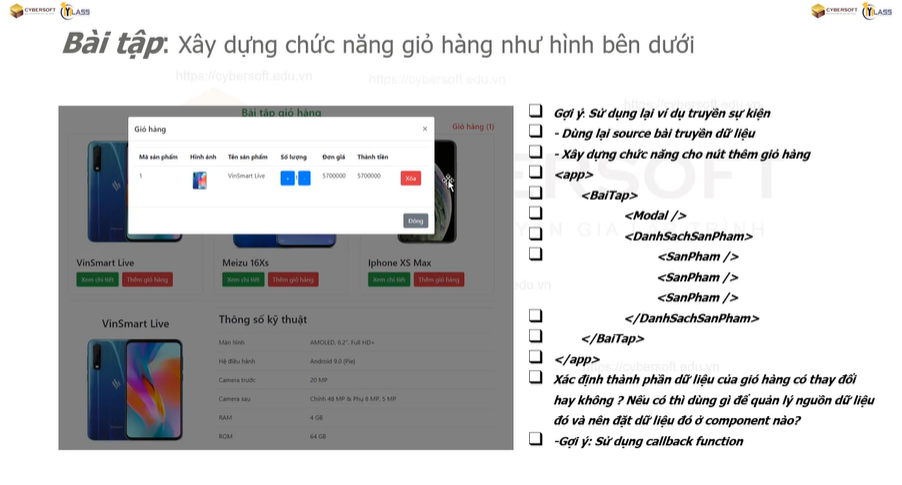 CYBERSOFT
CYLASS
CYBERSOFT
CYLASS
Bài tập: Xây dựng chức năng giỏ hàng như hình bên dưới
https://cybersoft.edu.vn
https://cybersoft.edu.vn
Bài tập giỏ hàng
Giỏ hàng (1)
Giỏ hàng ×
Mã sản phẩm Hình ảnh Tên sản phẩm Số lượng Đơn giá Thành tiền
1 VinSmart Live 5700000 5700000 Xóa
Đóng
VinSmart Live
Xem chi tiết Thêm giỏ hàng
Meizu 16Xs
Xem chi tiết Thêm giỏ hàng
Iphone XS Max
Xem chi tiết Thêm giỏ hàng
VinSmart Live
Thông số kỹ thuật
Màn hình AMOLED, 6.2", Full HD+
Hệ điều hành Android 9.0 (Pie)
Camera trước 20 MP
Camera sau Chính 48 MP & Phụ 8 MP, 5 MP
RAM 4 GB
ROM 64 GB
Gợi ý: Sử dụng lại ví dụ truyền sự kiện
- Dùng lại source bài truyền dữ liệu
- Xây dựng chức năng cho nút thêm giỏ hàng
<app>
<BaiTap>
<Modal />
<DanhSachSanPham>
<SanPham />
<SanPham />
<SanPham />
</DanhSachSanPham>
</BaiTap>
</app>
Xác định thành phần dữ liệu của giỏ hàng có thay đổi
hay không ? Nếu có thì dùng gì để quản lý nguồn dữ liệu
đó và nên đặt dữ liệu đó ở component nào?
-Gợi ý: Sử dụng callback function